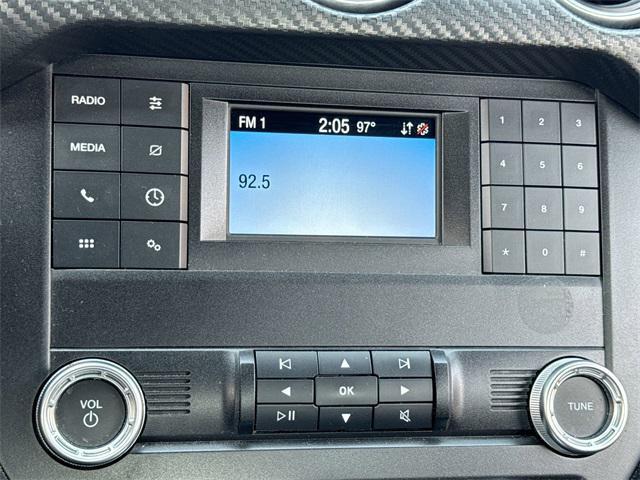 RADIO
MEDIA
FM 1 2:05 97°
92.5
1 2 3
4 5 6
7 8 9
* 0 #
VOL
OK
TUNE